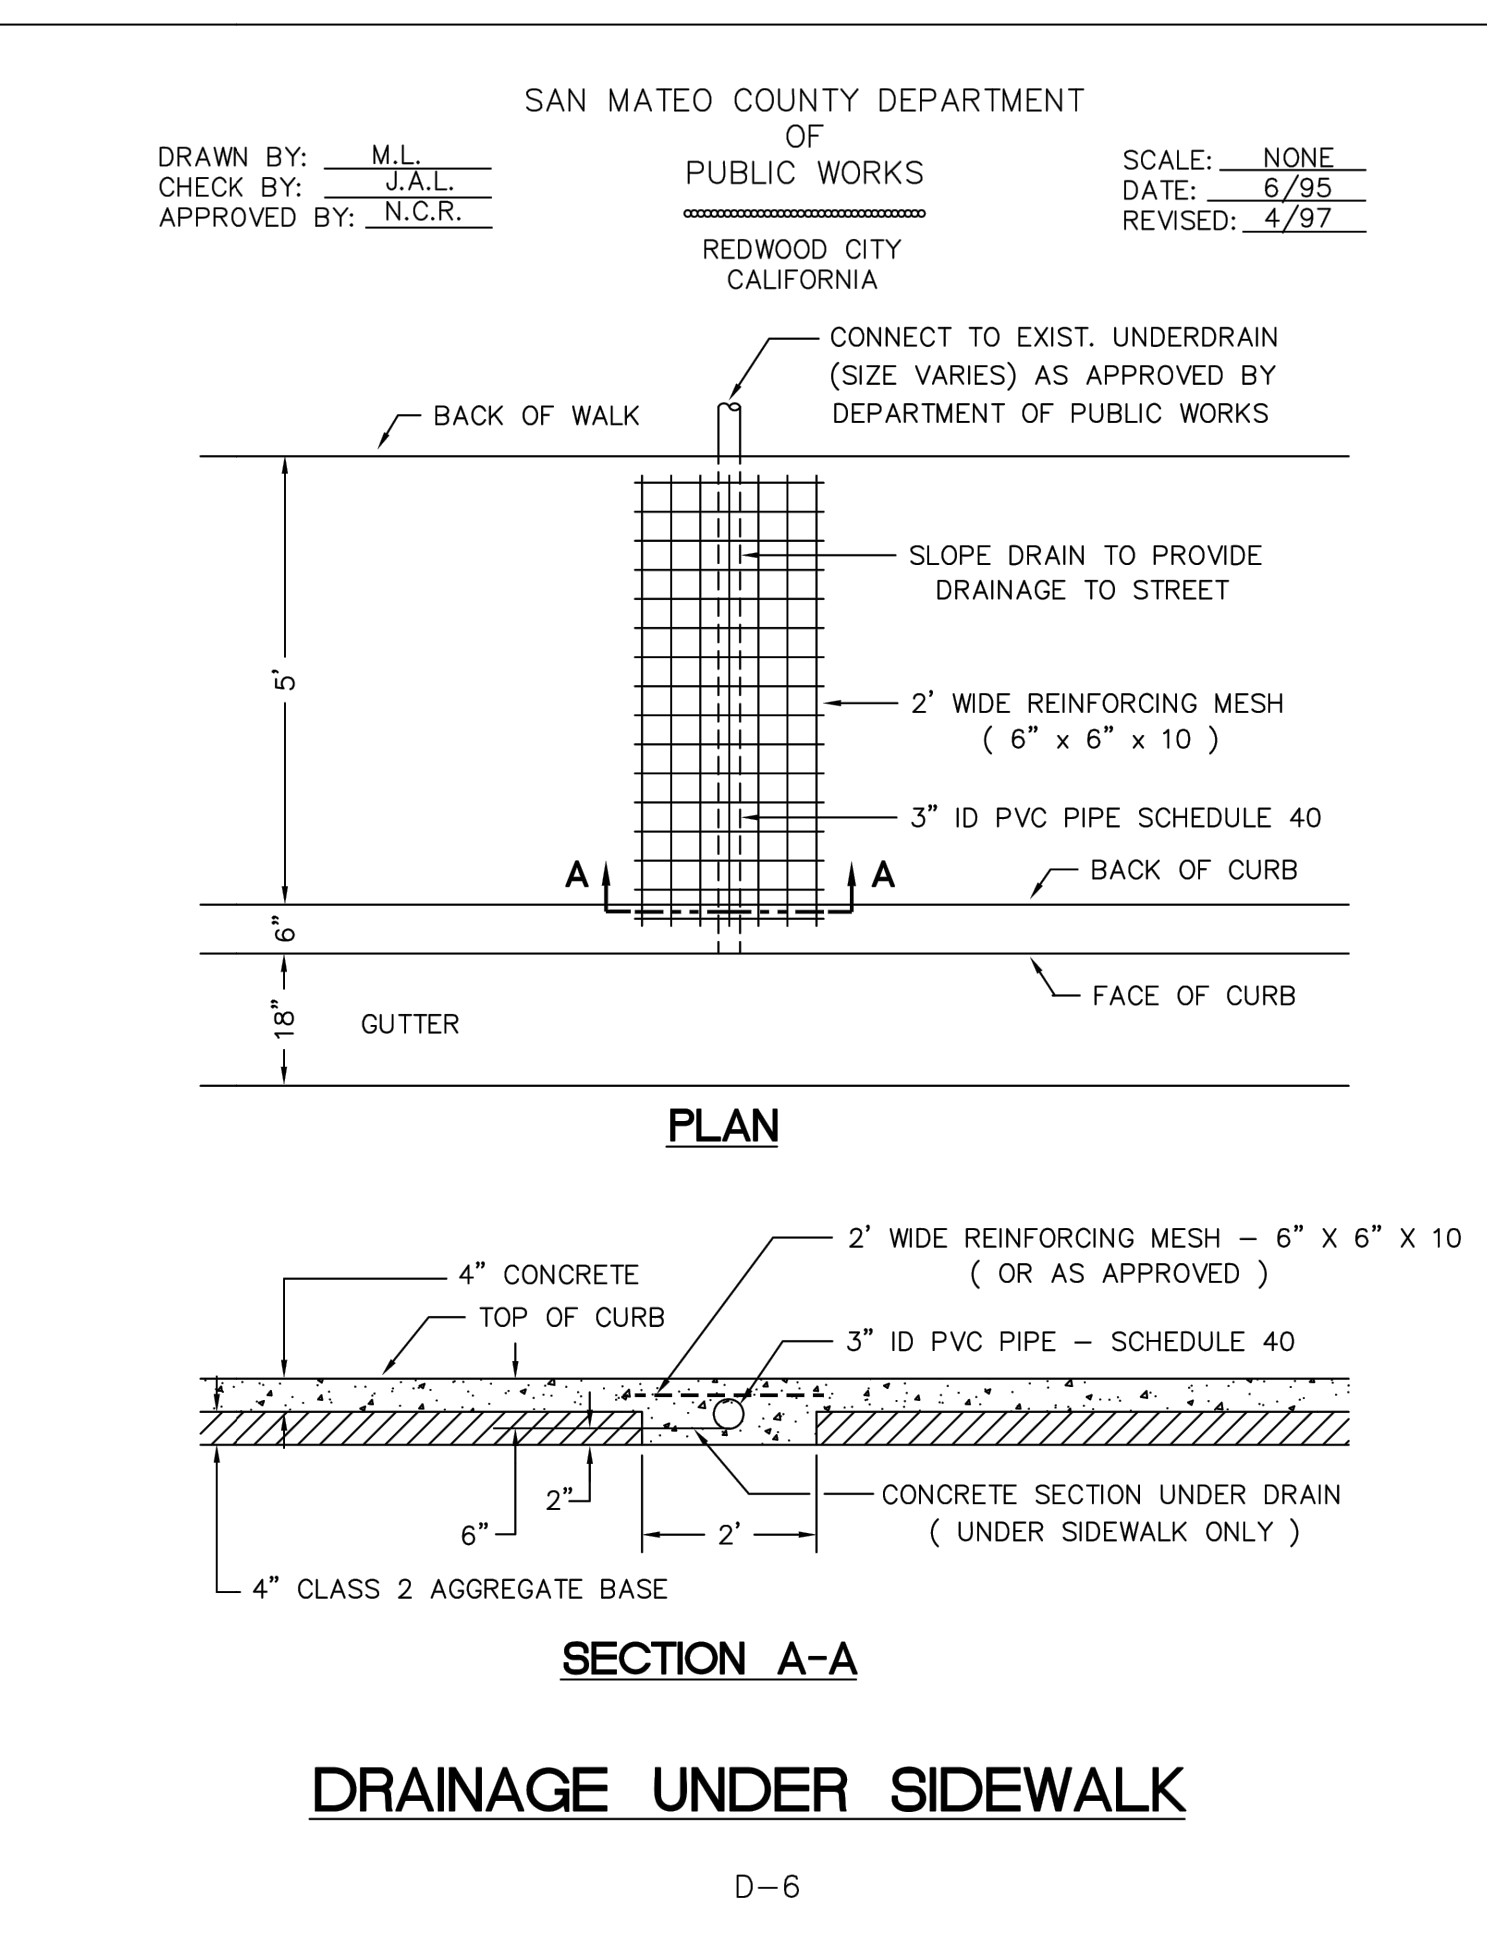 SAN MATEO COUNTY DEPARTMENT
OF
PUBLIC WORKS
REDWOOD CITY
CALIFORNIA
DRAWN BY: M.L.
CHECK BY: J.A.L.
APPROVED BY: N.C.R.
SCALE: NONE
DATE: 6/95
REVISED: 4/97
CONNECT TO EXIST. UNDERDRAIN
(SIZE VARIES) AS APPROVED BY
DEPARTMENT OF PUBLIC WORKS
BACK OF WALK
SLOPE DRAIN TO PROVIDE
DRAINAGE TO STREET
5'
2' WIDE REINFORCING MESH
( 6" x 6" x 10 )
3" ID PVC PIPE SCHEDULE 40
A
A
BACK OF CURB
6"
FACE OF CURB
18"
GUTTER
PLAN
2' WIDE REINFORCING MESH – 6" X 6" X 10
( OR AS APPROVED )
4" CONCRETE
TOP OF CURB
3" ID PVC PIPE – SCHEDULE 40
2"
6"
2'
CONCRETE SECTION UNDER DRAIN
( UNDER SIDEWALK ONLY )
4" CLASS 2 AGGREGATE BASE
SECTION A-A
DRAINAGE UNDER SIDEWALK
D-6